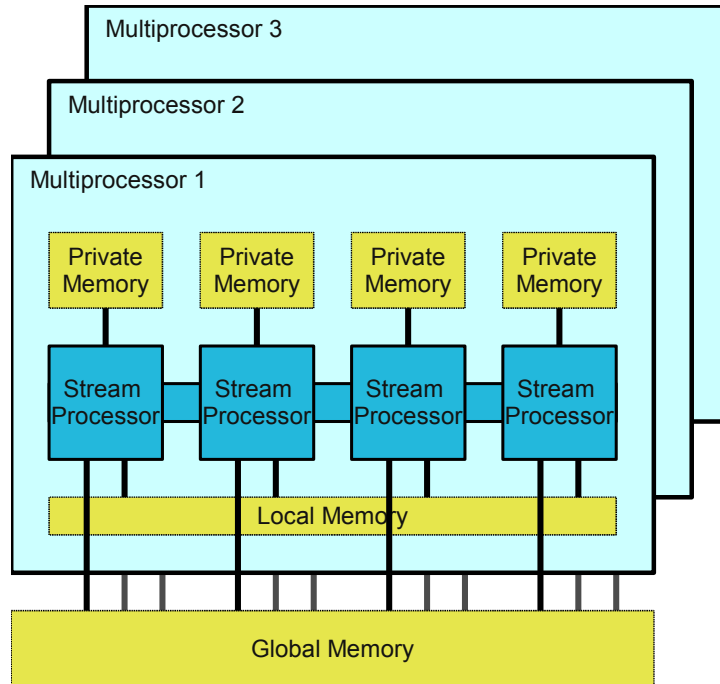 Multiprocessor 3
Multiprocessor 2
Multiprocessor 1
Private
Memory
Private
Memory
Private
Memory
Private
Memory
Stream
Processor
Stream
Processor
Stream
Processor
Stream
Processor
Local Memory
Global Memory